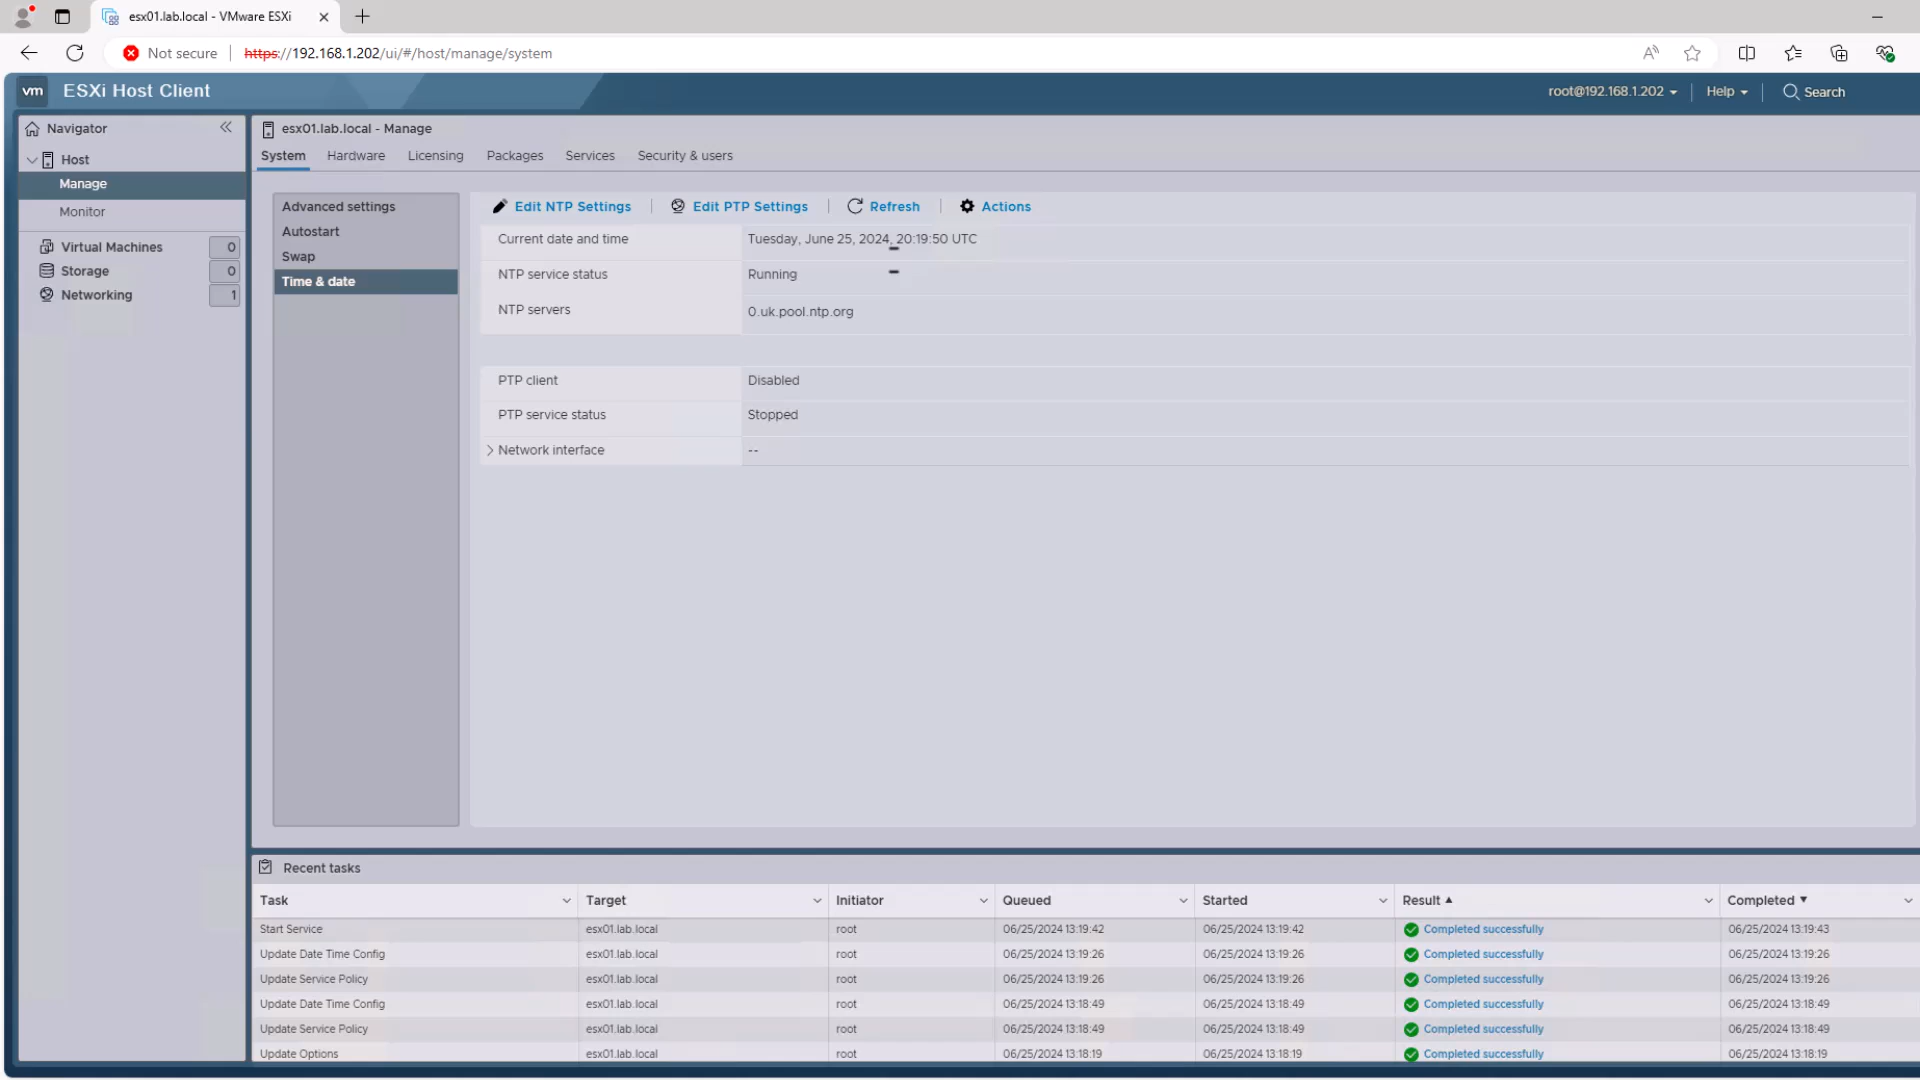 esx01.lab.local - VMware ESXi
Not secure
https://192.168.1.202/ui/#/host/manage/system
vm
ESXi Host Client
root@192.168.1.202
Help
Search
Navigator
Host
Manage
Monitor
Virtual Machines 0
Storage 0
Networking 1
esx01.lab.local - Manage
System Hardware Licensing Packages Services Security & users
Advanced settings
Autostart
Swap
Time & date
Edit NTP Settings Edit PTP Settings Refresh Actions
Current date and time Tuesday, June 25, 2024, 20:19:50 UTC
NTP service status Running
NTP servers 0.uk.pool.ntp.org
PTP client Disabled
PTP service status Stopped
Network interface --
Recent tasks
Task Target Initiator Queued Started Result Completed
Start Service esx01.lab.local root 06/25/2024 13:19:42 06/25/2024 13:19:42 Completed successfully 06/25/2024 13:19:43
Update Date Time Config esx01.lab.local root 06/25/2024 13:19:26 06/25/2024 13:19:26 Completed successfully 06/25/2024 13:19:26
Update Service Policy esx01.lab.local root 06/25/2024 13:19:26 06/25/2024 13:19:26 Completed successfully 06/25/2024 13:19:26
Update Date Time Config esx01.lab.local root 06/25/2024 13:18:49 06/25/2024 13:18:49 Completed successfully 06/25/2024 13:18:49
Update Service Policy esx01.lab.local root 06/25/2024 13:18:49 06/25/2024 13:18:49 Completed successfully 06/25/2024 13:18:49
Update Options esx01.lab.local root 06/25/2024 13:18:19 06/25/2024 13:18:19 Completed successfully 06/25/2024 13:18:19